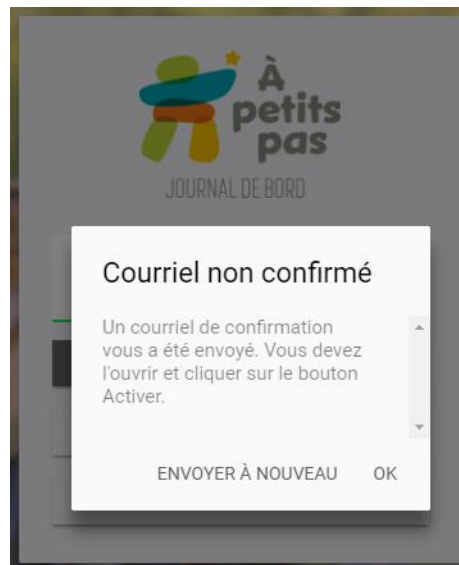 À
petits
pas
JOURNAL DE BORD
Courriel non confirmé
Un courriel de confirmation
vous a été envoyé. Vous devez
l'ouvrir et cliquer sur le bouton
Activer.
ENVOYER À NOUVEAU OK